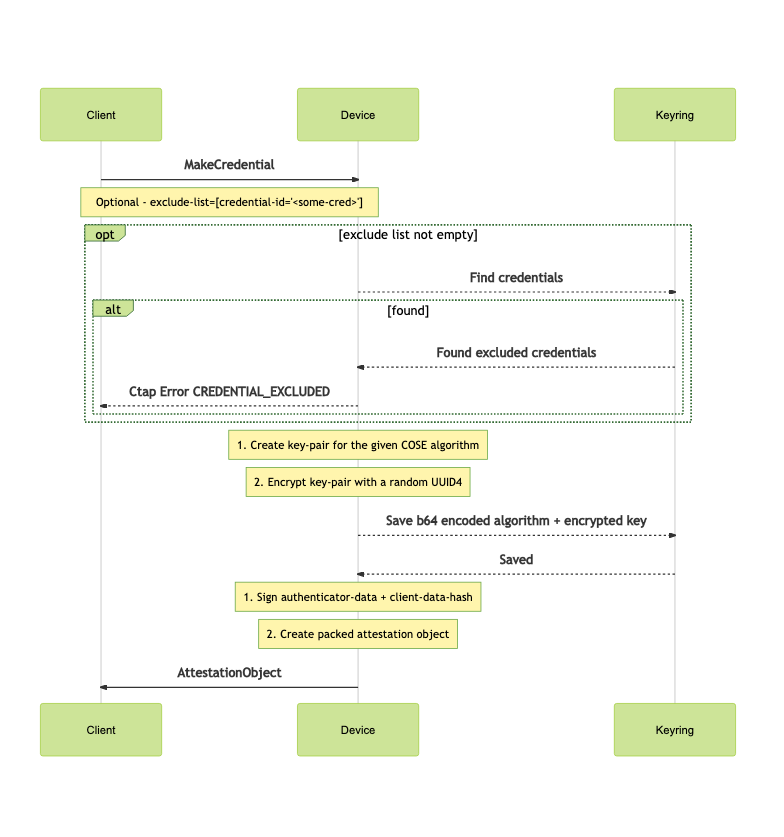 Client
Device
Keyring
MakeCredential
Optional - exclude-list=[credential-id='<some-cred>']
opt
[exclude list not empty]
Find credentials
alt
[found]
Found excluded credentials
Ctap Error CREDENTIAL_EXCLUDED
1. Create key-pair for the given COSE algorithm
2. Encrypt key-pair with a random UUID4
Save b64 encoded algorithm + encrypted key
Saved
1. Sign authenticator-data + client-data-hash
2. Create packed attestation object
AttestationObject
Client
Device
Keyring